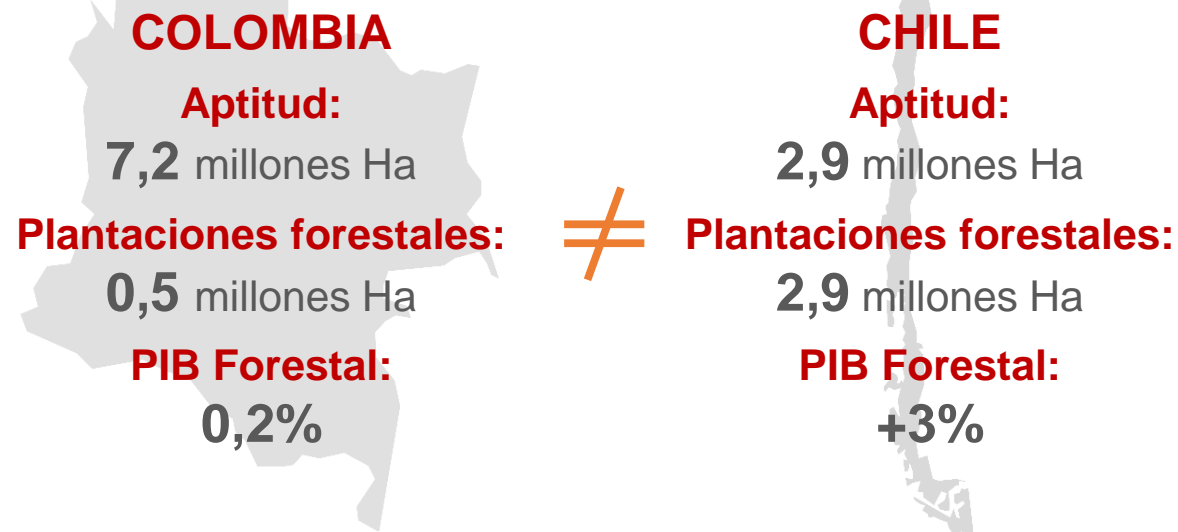 COLOMBIA
Aptitud:
7,2 millones Ha
Plantaciones forestales:
0,5 millones Ha
PIB Forestal:
0,2%
≠
CHILE
Aptitud:
2,9 millones Ha
Plantaciones forestales:
2,9 millones Ha
PIB Forestal:
+3%